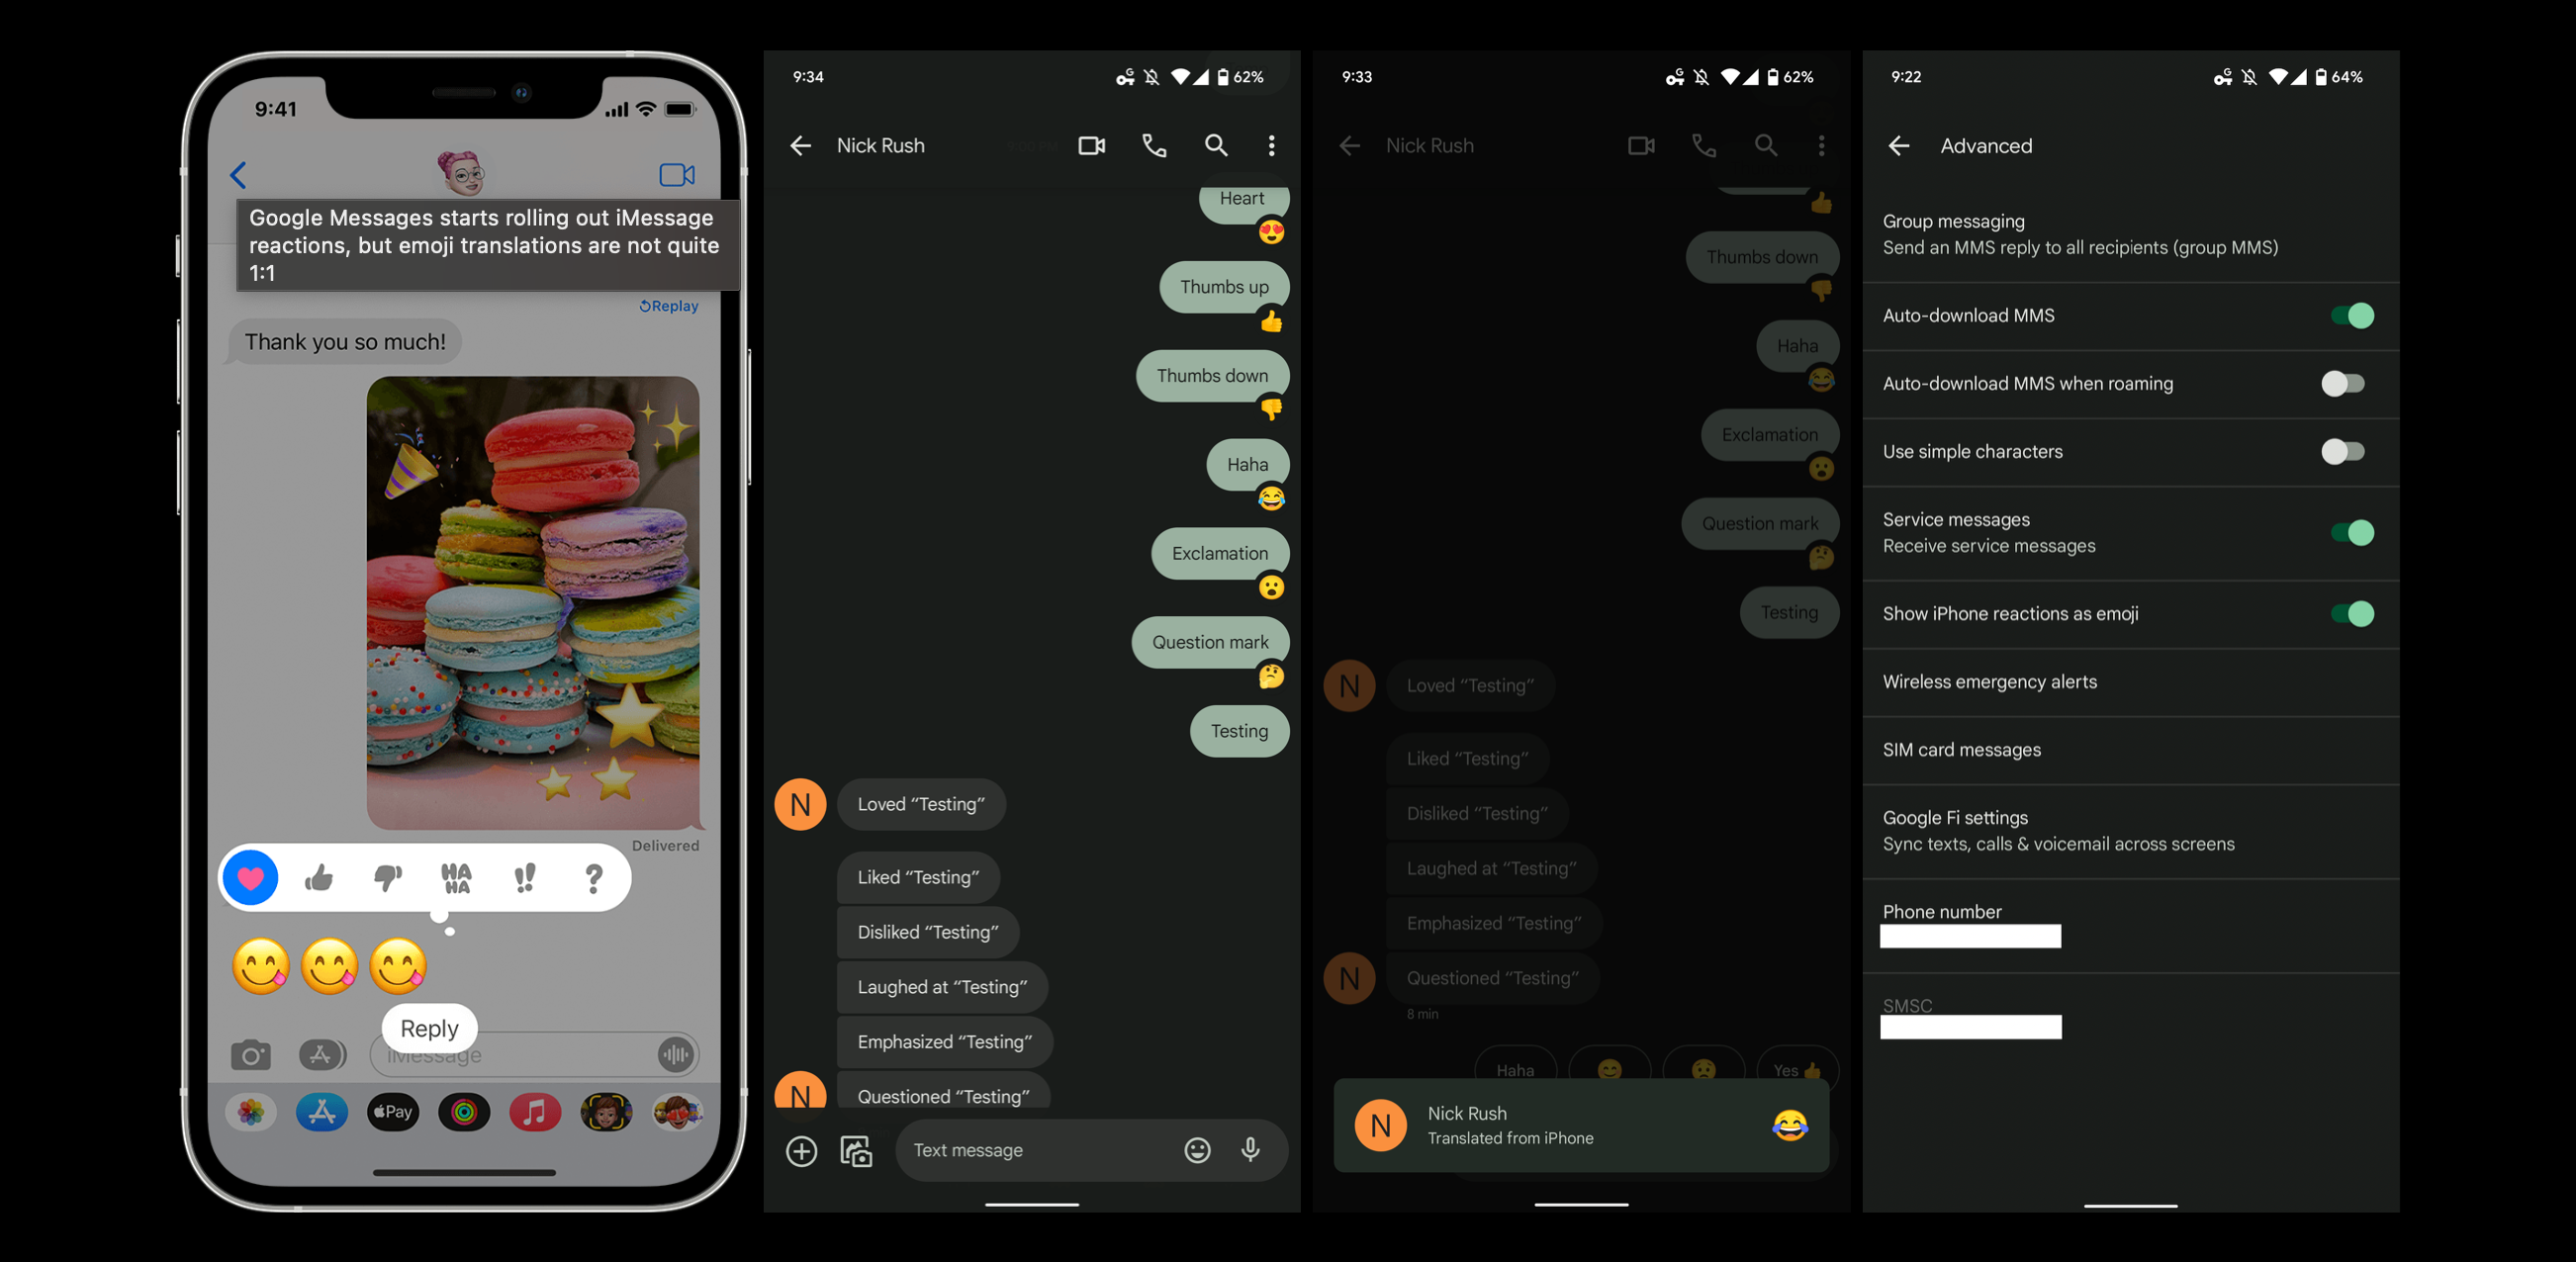 9:41
Google Messages starts rolling out iMessage
reactions, but emoji translations are not quite
1:1
Replay
Thank you so much!
Delivered
HA
HA
!!
?
Reply
iMessage
Pay
9:34
G
62%
Nick Rush
Heart
Thumbs up
Thumbs down
Haha
Exclamation
Question mark
Testing
N
Loved “Testing”
Liked “Testing”
Disliked “Testing”
Laughed at “Testing”
Emphasized “Testing”
N
Questioned “Testing”
Text message
9:33
G
62%
Nick Rush
Thumbs down
Haha
Exclamation
Question mark
Testing
N
Loved “Testing”
Liked “Testing”
Disliked “Testing”
Laughed at “Testing”
Emphasized “Testing”
N
Questioned “Testing”
8 min
Haha
Yes 👍
N
Nick Rush
Translated from iPhone
9:22
G
64%
Advanced
Group messaging
Send an MMS reply to all recipients (group MMS)
Auto-download MMS
Auto-download MMS when roaming
Use simple characters
Service messages
Receive service messages
Show iPhone reactions as emoji
Wireless emergency alerts
SIM card messages
Google Fi settings
Sync texts, calls & voicemail across screens
Phone number
SMSC